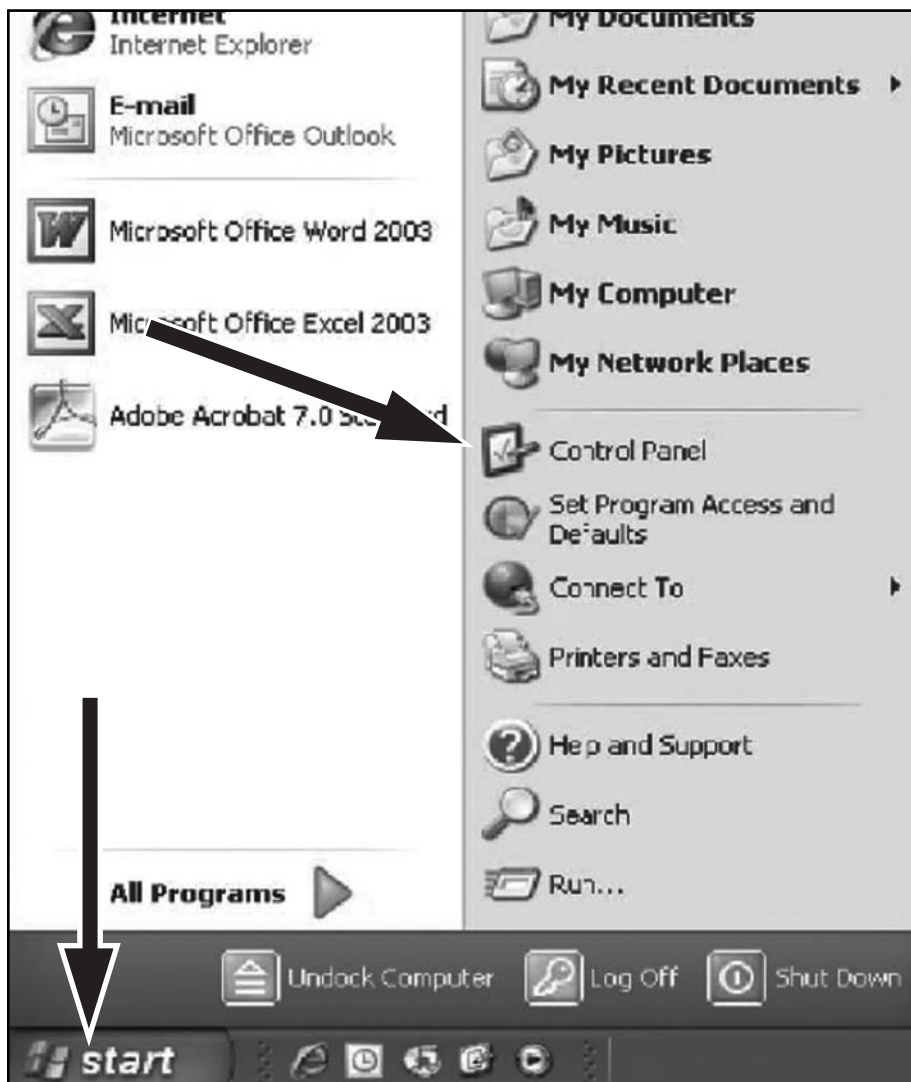 Internet
Internet Explorer
E-mail
Microsoft Office Outlook
Microsoft Office Word 2003
Microsoft Office Excel 2003
Adobe Acrobat 7.0
All Programs
My Documents
My Recent Documents
My Pictures
My Music
My Computer
My Network Places
Control Panel
Set Program Access and
Defaults
Connect To
Printers and Faxes
Help and Support
Search
Run...
Undock Computer
Log Off
Shut Down
start